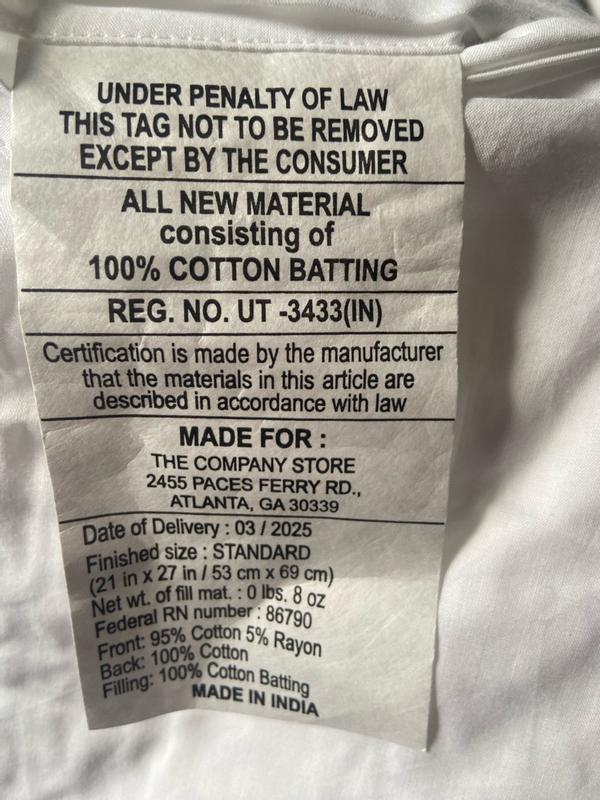 UNDER PENALTY OF LAW
THIS TAG NOT TO BE REMOVED
EXCEPT BY THE CONSUMER
ALL NEW MATERIAL
consisting of
100% COTTON BATTING
REG. NO. UT -3433(IN)
Certification is made by the manufacturer
that the materials in this article are
described in accordance with law
MADE FOR :
THE COMPANY STORE
2455 PACES FERRY RD.,
ATLANTA, GA 30339
Date of Delivery : 03 / 2025
Finished size : STANDARD
(21 in x 27 in / 53 cm x 69 cm)
Net wt. of fill mat. : 0 lbs. 8 oz
Federal RN number : 86790
Front: 95% Cotton 5% Rayon
Back: 100% Cotton
Filling: 100% Cotton Batting
MADE IN INDIA